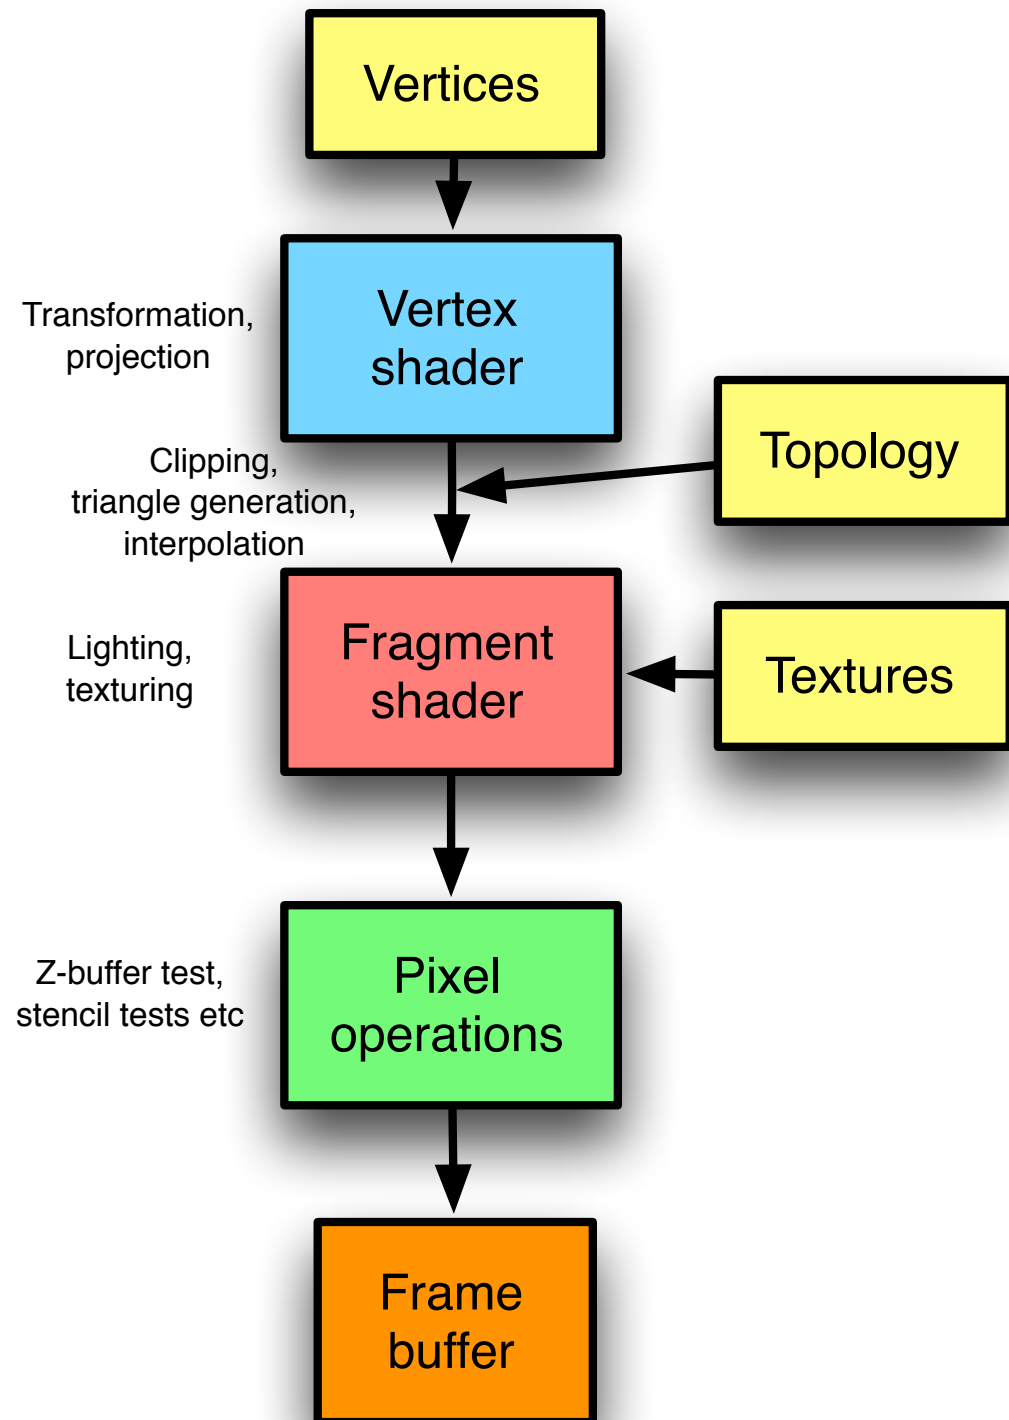 Vertices
Transformation,
projection
Vertex
shader
Clipping,
triangle generation,
interpolation
Topology
Lighting,
texturing
Fragment
shader
Textures
Z-buffer test,
stencil tests etc
Pixel
operations
Frame
buffer